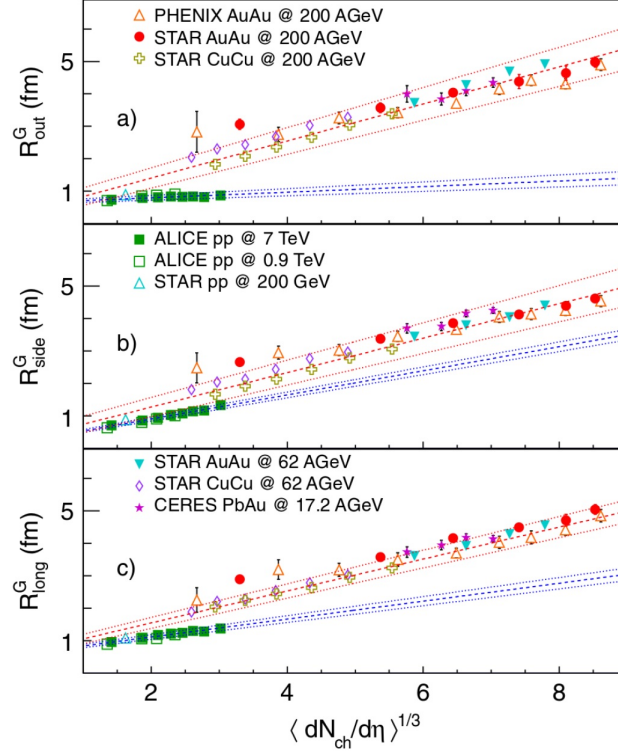 PHENIX AuAu @ 200 AGeV
STAR AuAu @ 200 AGeV
STAR CuCu @ 200 AGeV
5
R^G_out (fm)
a)
1
ALICE pp @ 7 TeV
ALICE pp @ 0.9 TeV
STAR pp @ 200 GeV
5
R^G_side (fm)
b)
1
STAR AuAu @ 62 AGeV
STAR CuCu @ 62 AGeV
CERES PbAu @ 17.2 AGeV
5
R^G_long (fm)
c)
1
2 4 6 8
⟨ dN_ch/dη ⟩^1/3